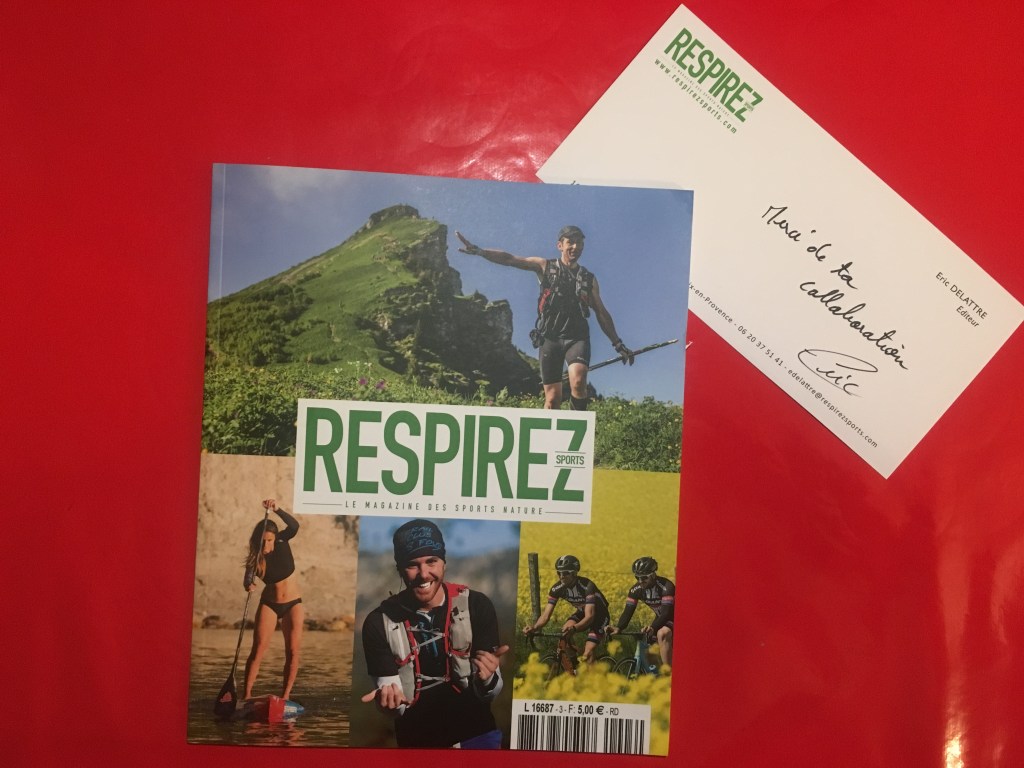 RESPIREZ
SPORTS
LE MAGAZINE DES SPORTS NATURE
L 16687 - 3 - F: 5,00 € - RD
RESPIREZ
www.respirezsports.com
Merci de ta
collaboration
Eric
Eric DELATTRE
Editeur
en-Provence - 06 20 37 51 41 - edelattre@respirezsports.com